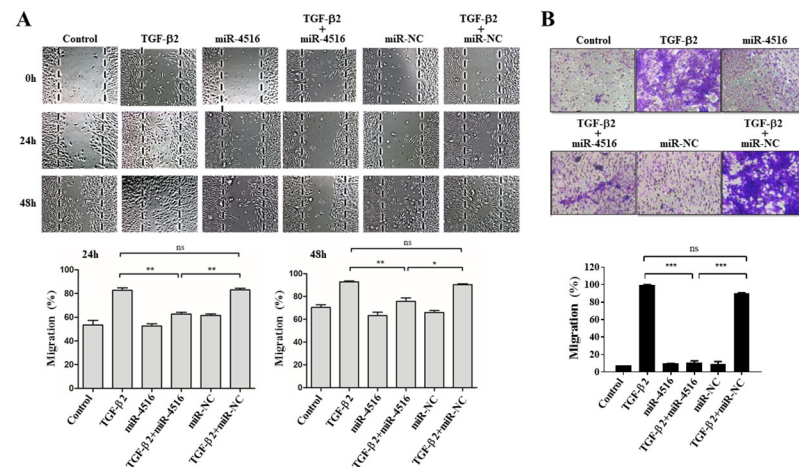 A
Control
TGF-β2
miR-4516
TGF-β2
+
miR-4516
miR-NC
TGF-β2
+
miR-NC
0h
24h
48h
24h
ns
**
**
Migration (%)
100
80
60
40
20
0
Control
TGF-β2
miR-4516
TGF-β2+miR-4516
miR-NC
TGF-β2+miR-NC
48h
ns
**
*
Migration (%)
100
80
60
40
20
0
Control
TGF-β2
miR-4516
TGF-β2+miR-4516
miR-NC
TGF-β2+miR-NC
B
Control
TGF-β2
miR-4516
TGF-β2
+
miR-4516
miR-NC
TGF-β2
+
miR-NC
ns
***
***
Migration (%)
120
100
80
60
40
20
0
Control
TGF-β2
miR-4516
TGF-β2+miR-4516
miR-NC
TGF-β2+miR-NC